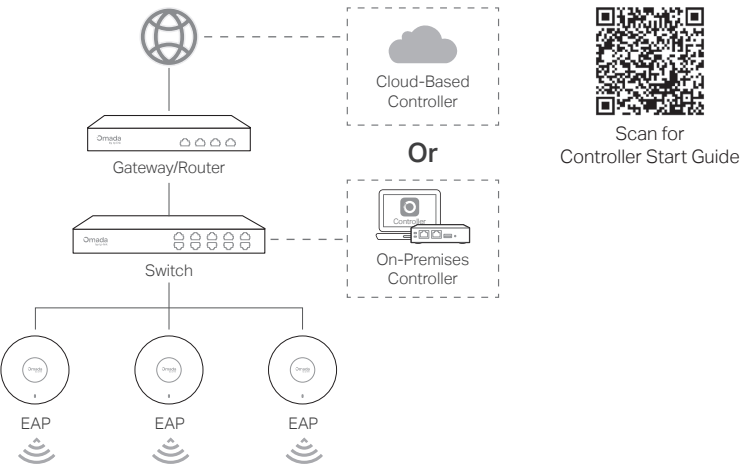 Cloud-Based
Controller
Omada
Gateway/Router
Or
Scan for
Controller Start Guide
Controller
Omada
Switch
On-Premises
Controller
Omada
Omada
Omada
EAP
EAP
EAP